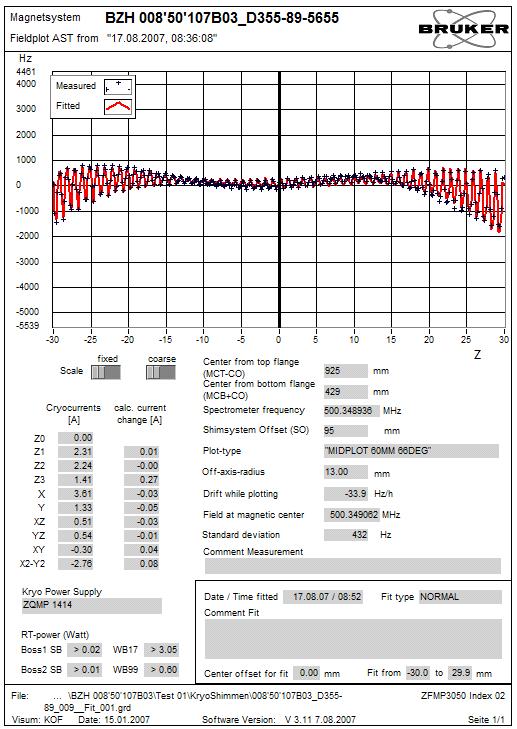 Magnetsystem BZH 008'50'107B03_D355-89-5655
Fieldplot AST from "17.08.2007, 08:36:08"
BRUKER
Hz
4461
4000
3000
2000
1000
0
-1000
-2000
-3000
-4000
-5000
-5539
Measured
Fitted
-30 -25 -20 -15 -10 -5 0 5 10 15 20 25 30
Z
fixed coarse
Scale
Center from top flange
(MCT-CO) 925 mm
Center from bottom flange
(MCB+CO) 429 mm
Spectrometer frequency 500.348936 MHz
Shimsystem Offset (SO) 95 mm
Plot-type "MIDPLOT 60MM 66DEG"
Off-axis-radius 13.00 mm
Drift while plotting -33.9 Hz/h
Field at magnetic center 500.349062 MHz
Standard deviation 432 Hz
Comment Measurement
Cryocurrents calc. current
[A] change [A]
Z0 0.00
Z1 2.31 0.01
Z2 2.24 -0.00
Z3 1.41 0.27
X 3.61 -0.03
Y 1.33 -0.05
XZ 0.51 -0.03
YZ 0.54 -0.01
XY -0.30 0.04
X2-Y2 -2.76 0.08
Kryo Power Supply
ZQMP 1414
RT-power (Watt)
Boss1 SB > 0.02 WB17 > 3.05
Boss2 SB > 0.01 WB99 > 0.60
Date / Time fitted 17.08.07 / 08:52 Fit type NORMAL
Comment Fit
Center offset for fit 0.00 mm Fit from -30.0 to 29.9 mm
File: ... \BZH 008'50'107B03\Test 01\KryoShimmen\008'50'107B03_D355-
89_009__Fit_001.grd
ZFMP3050 Index 02
Visum: KOF Date: 15.01.2007 Software Version: V 3.11 7.08.2007 Seite 1/1